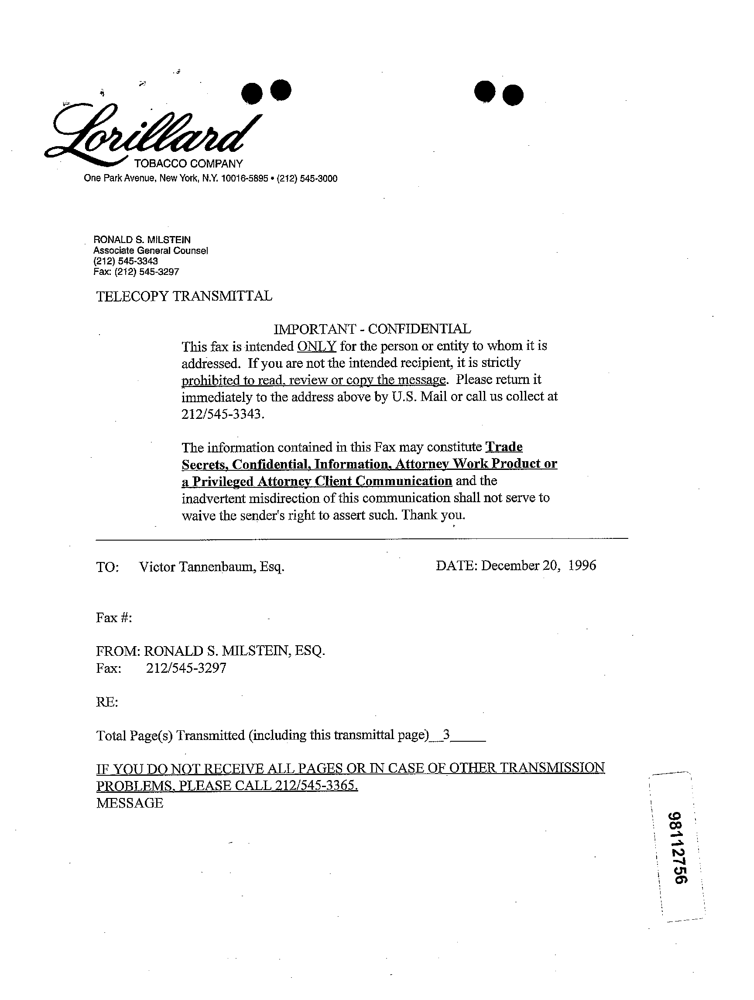 Lorillard
TOBACCO COMPANY
One Park Avenue, New York, N.Y. 10016-5895 • (212) 545-3000
RONALD S. MILSTEIN
Associate General Counsel
(212) 545-3343
Fax: (212) 545-3297
TELECOPY TRANSMITTAL
IMPORTANT - CONFIDENTIAL
This fax is intended ONLY for the person or entity to whom it is
addressed. If you are not the intended recipient, it is strictly
prohibited to read, review or copy the message. Please return it
immediately to the address above by U.S. Mail or call us collect at
212/545-3343.
The information contained in this Fax may constitute Trade
Secrets, Confidential, Information, Attorney Work Product or
a Privileged Attorney Client Communication and the
inadvertent misdirection of this communication shall not serve to
waive the sender's right to assert such. Thank you.
TO: Victor Tannenbaum, Esq. DATE: December 20, 1996
Fax #:
FROM: RONALD S. MILSTEIN, ESQ.
Fax: 212/545-3297
RE:
Total Page(s) Transmitted (including this transmittal page)__3_____
IF YOU DO NOT RECEIVE ALL PAGES OR IN CASE OF OTHER TRANSMISSION
PROBLEMS, PLEASE CALL 212/545-3365.
MESSAGE
98112756